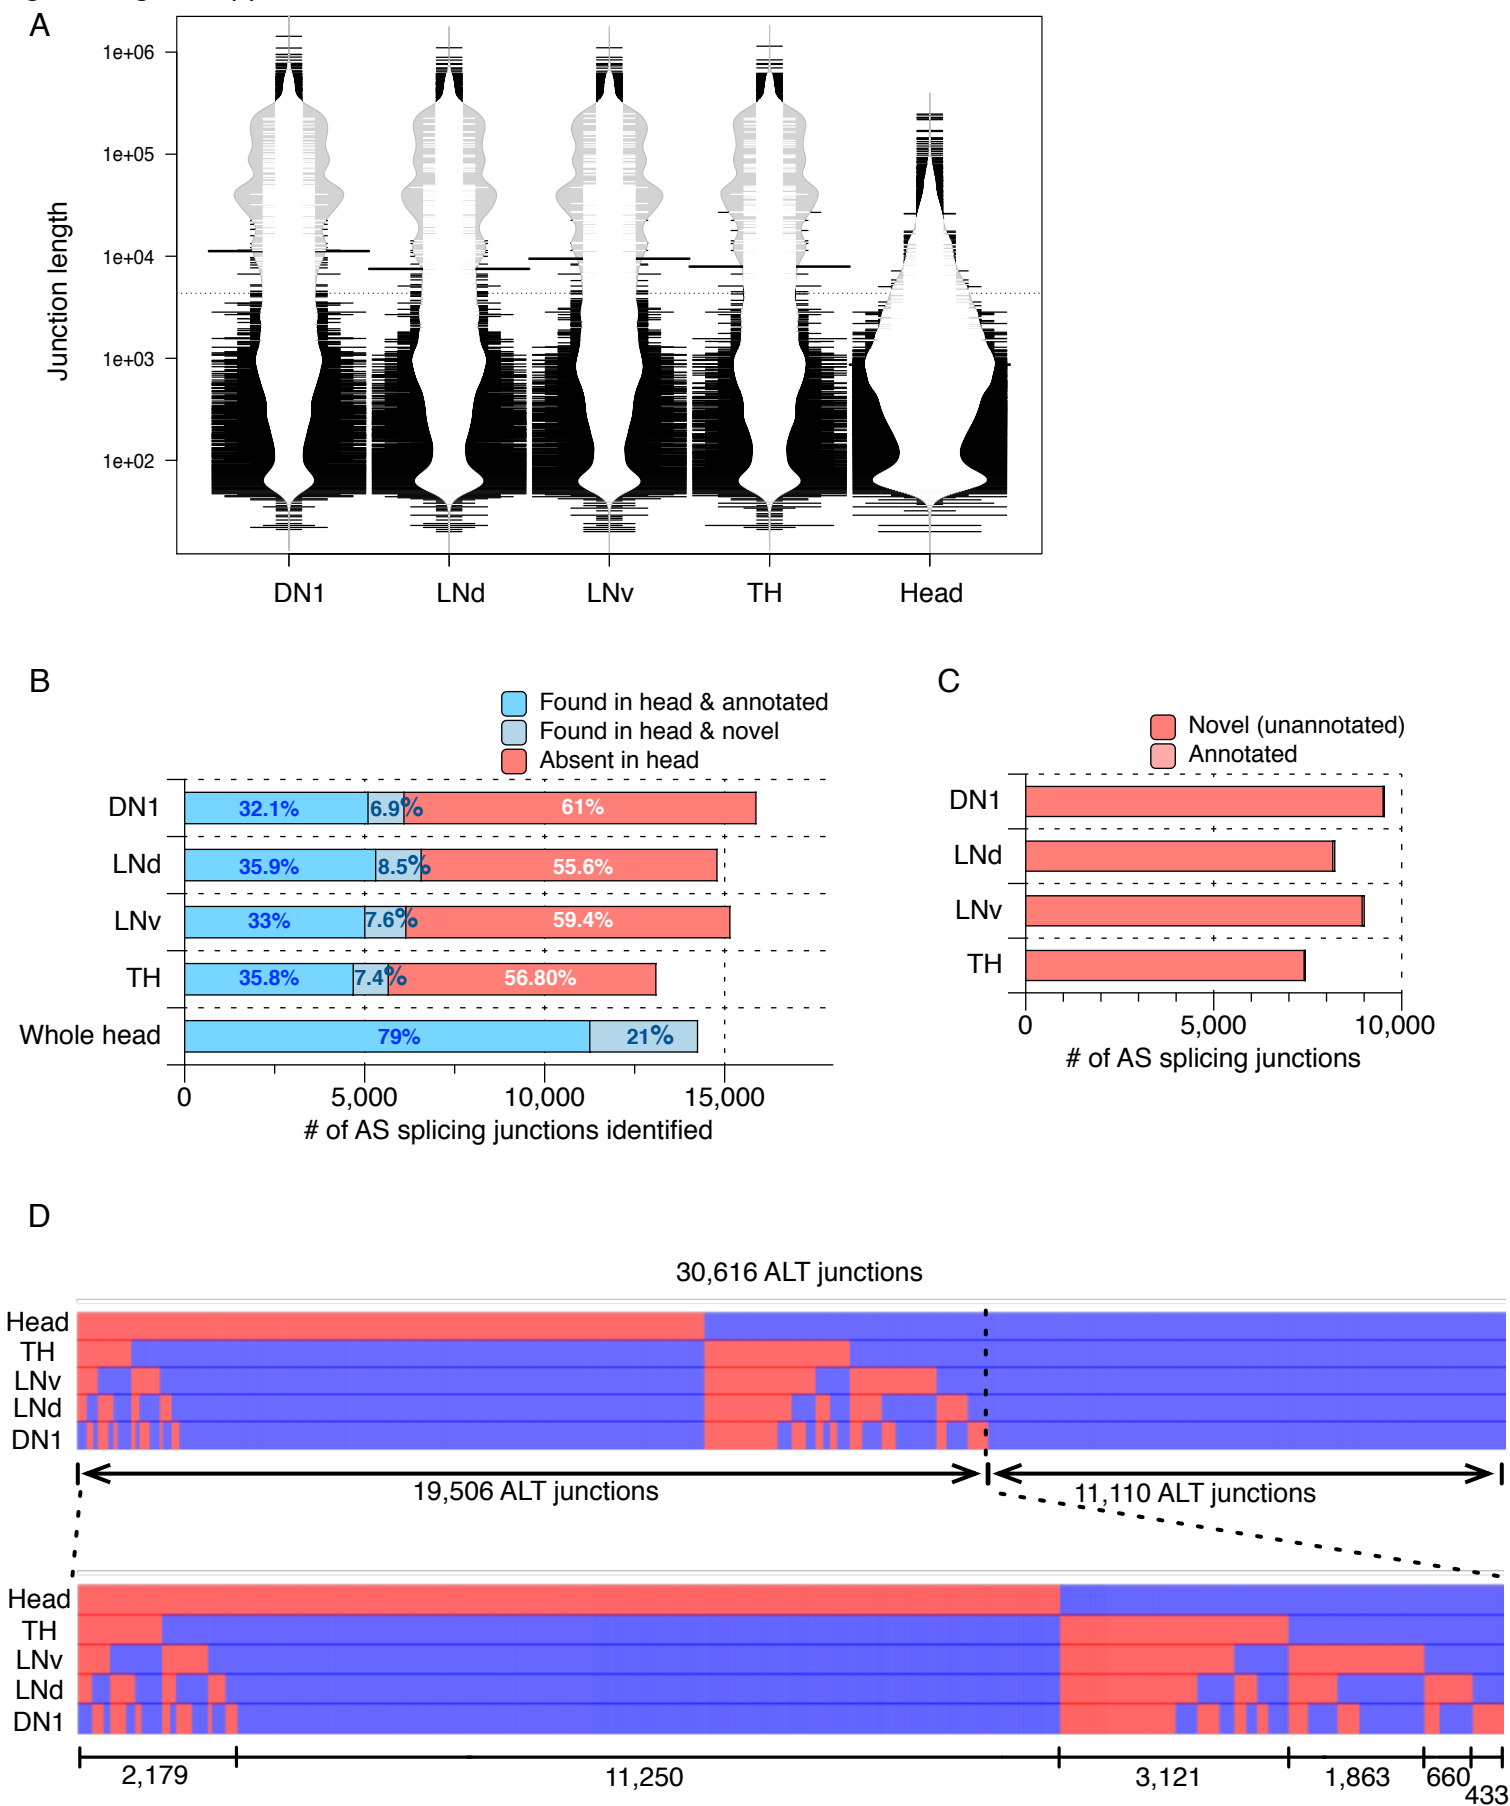 A
1e+06
1e+05
1e+04
1e+03
1e+02
Junction length
DN1 LNd LNv TH Head
B
Found in head & annotated
Found in head & novel
Absent in head
DN1 32.1% 6.9% 61%
LNd 35.9% 8.5% 55.6%
LNv 33% 7.6% 59.4%
TH 35.8% 7.4% 56.80%
Whole head 79% 21%
0 5,000 10,000 15,000
# of AS splicing junctions identified
C
Novel (unannotated)
Annotated
DN1
LNd
LNv
TH
0 5,000 10,000
# of AS splicing junctions
D
30,616 ALT junctions
Head
TH
LNv
LNd
DN1
19,506 ALT junctions 11,110 ALT junctions
Head
TH
LNv
LNd
DN1
2,179 11,250 3,121 1,863 660 433